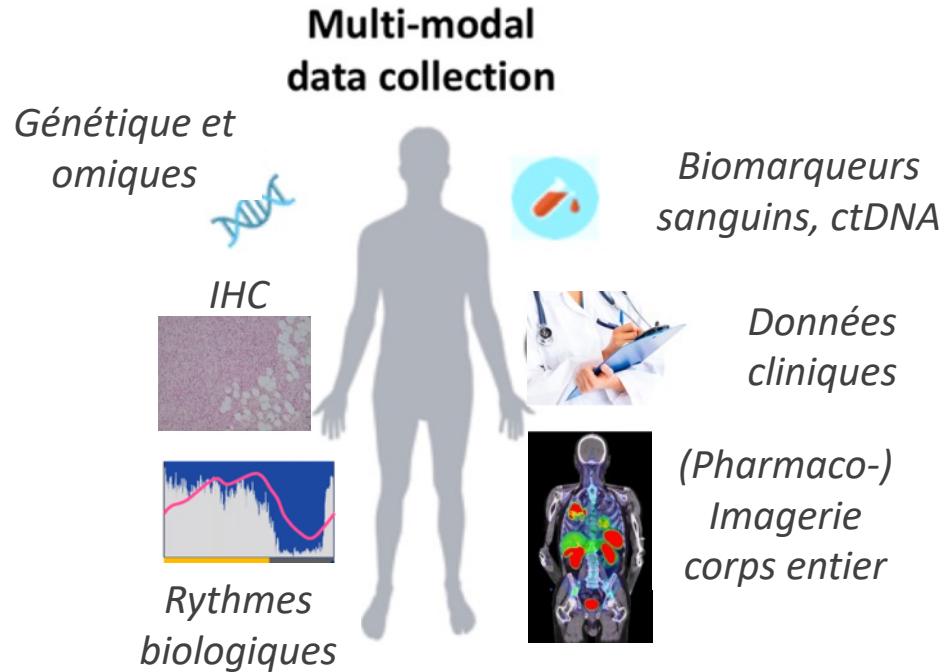 Multi-modal
data collection
Génétique et
omiques
Biomarqueurs
sanguins, ctDNA
IHC
Données
cliniques
(Pharmaco-)
Imagerie
corps entier
Rythmes
biologiques